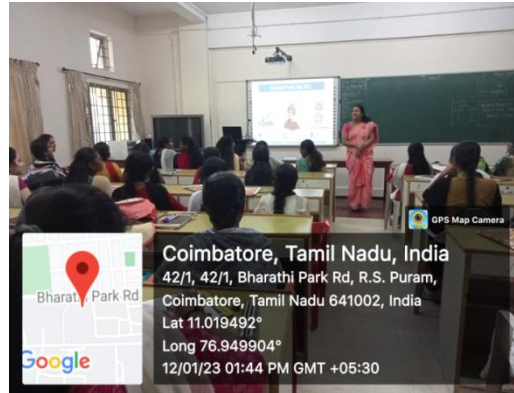 GPS Map Camera
Coimbatore, Tamil Nadu, India
42/1, 42/1, Bharathi Park Rd, R.S. Puram,
Coimbatore, Tamil Nadu 641002, India
Lat 11.019492°
Long 76.949904°
12/01/23 01:44 PM GMT +05:30
Park Rd
Google